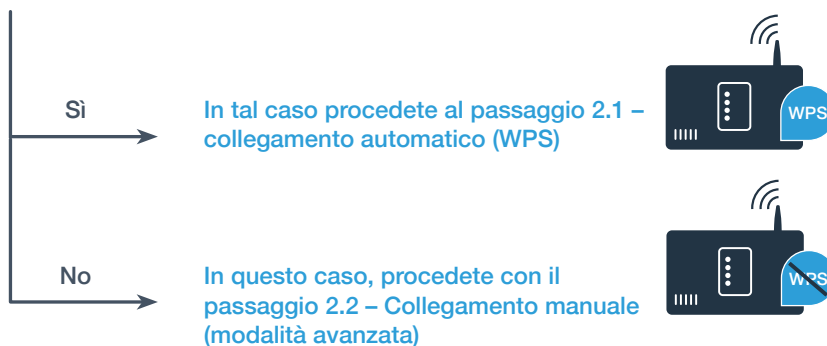 Sì
In tal caso procedete al passaggio 2.1 –
collegamento automatico (WPS)
WPS
No
In questo caso, procedete con il
passaggio 2.2 – Collegamento manuale
(modalità avanzata)
WPS